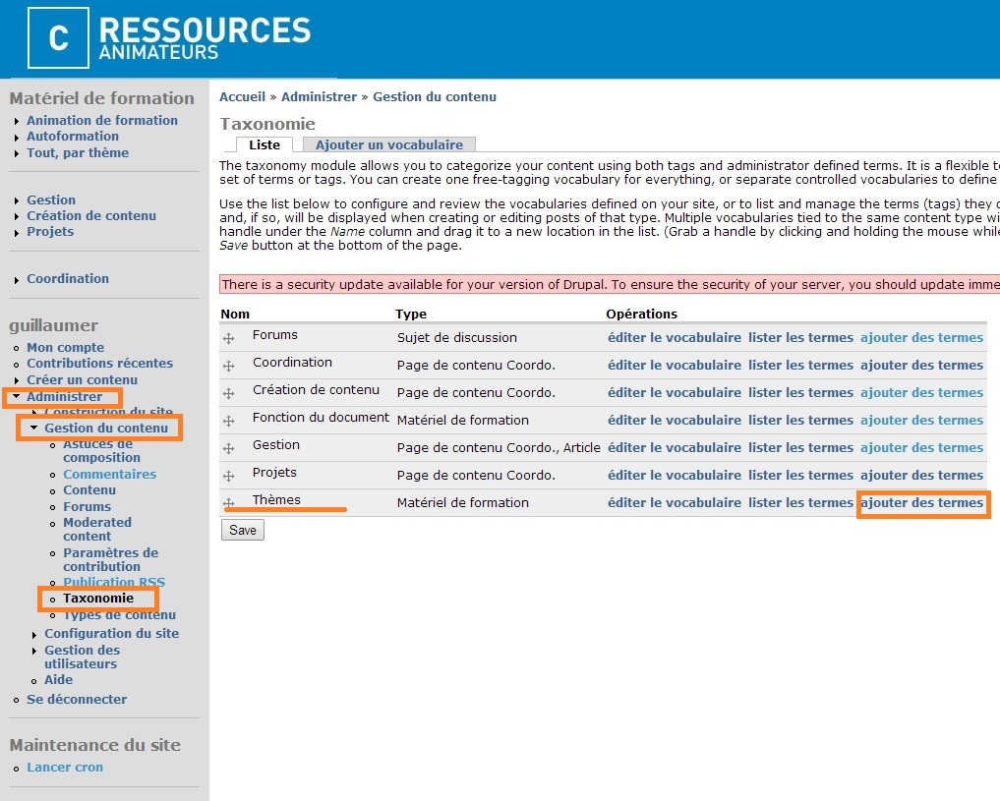 C
RESSOURCES
ANIMATEURS
Matériel de formation
Animation de formation
Autoformation
Tout, par thème
Gestion
Création de contenu
Projets
Coordination
guillaumer
Mon compte
Contributions récentes
Créer un contenu
Administrer
Construction du site
Gestion du contenu
Astuces de
composition
Commentaires
Contenu
Forums
Moderated
content
Paramètres de
contribution
Publication RSS
Taxonomie
Types de contenu
Configuration du site
Gestion des
utilisateurs
Aide
Se déconnecter
Maintenance du site
Lancer cron
Accueil » Administrer » Gestion du contenu
Taxonomie
Liste Ajouter un vocabulaire
The taxonomy module allows you to categorize your content using both tags and administrator defined terms. It is a flexible t
set of terms or tags. You can create one free-tagging vocabulary for everything, or separate controlled vocabularies to define
Use the list below to configure and review the vocabularies defined on your site, or to list and manage the terms (tags) they c
and, if so, will be displayed when creating or editing posts of that type. Multiple vocabularies tied to the same content type wi
handle under the Name column and drag it to a new location in the list. (Grab a handle by clicking and holding the mouse while
Save button at the bottom of the page.
There is a security update available for your version of Drupal. To ensure the security of your server, you should update imme
Nom Type Opérations
Forums Sujet de discussion éditer le vocabulaire lister les termes ajouter des termes
Coordination Page de contenu Coordo. éditer le vocabulaire lister les termes ajouter des termes
Création de contenu Page de contenu Coordo. éditer le vocabulaire lister les termes ajouter des termes
Fonction du document Matériel de formation éditer le vocabulaire lister les termes ajouter des termes
Gestion Page de contenu Coordo., Article éditer le vocabulaire lister les termes ajouter des termes
Projets Page de contenu Coordo. éditer le vocabulaire lister les termes ajouter des termes
Thèmes Matériel de formation éditer le vocabulaire lister les termes ajouter des termes
Save